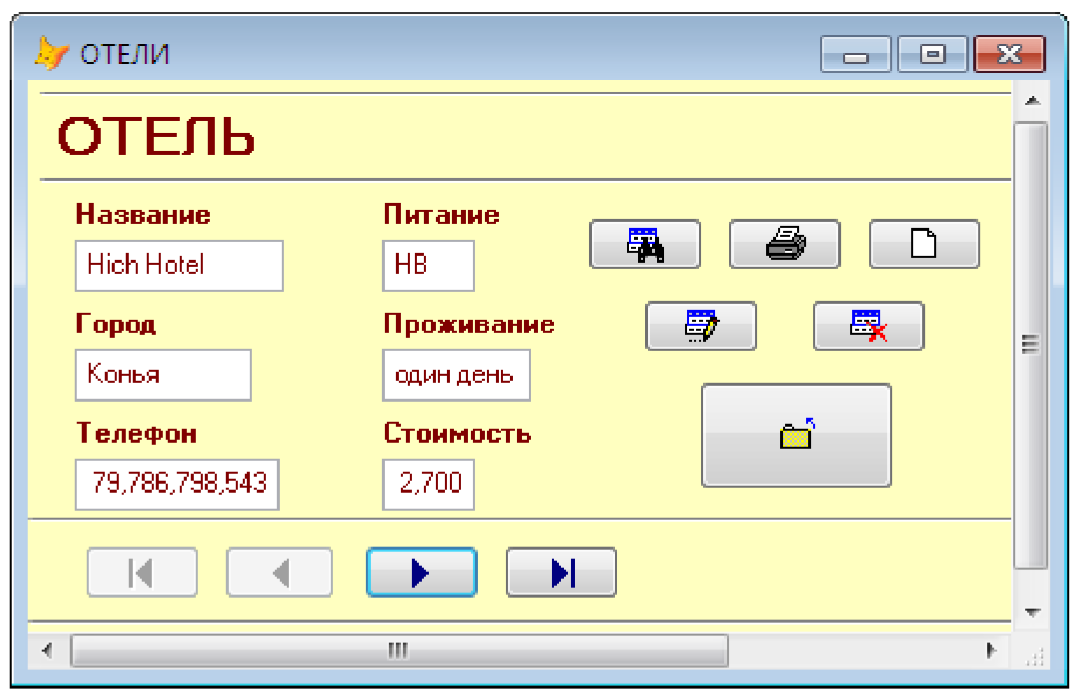 ОТЕЛИ
ОТЕЛЬ
Название
Питание
Hich Hotel
HB
Город
Проживание
Конья
один день
Телефон
Стоимость
79,786,798,543
2,700